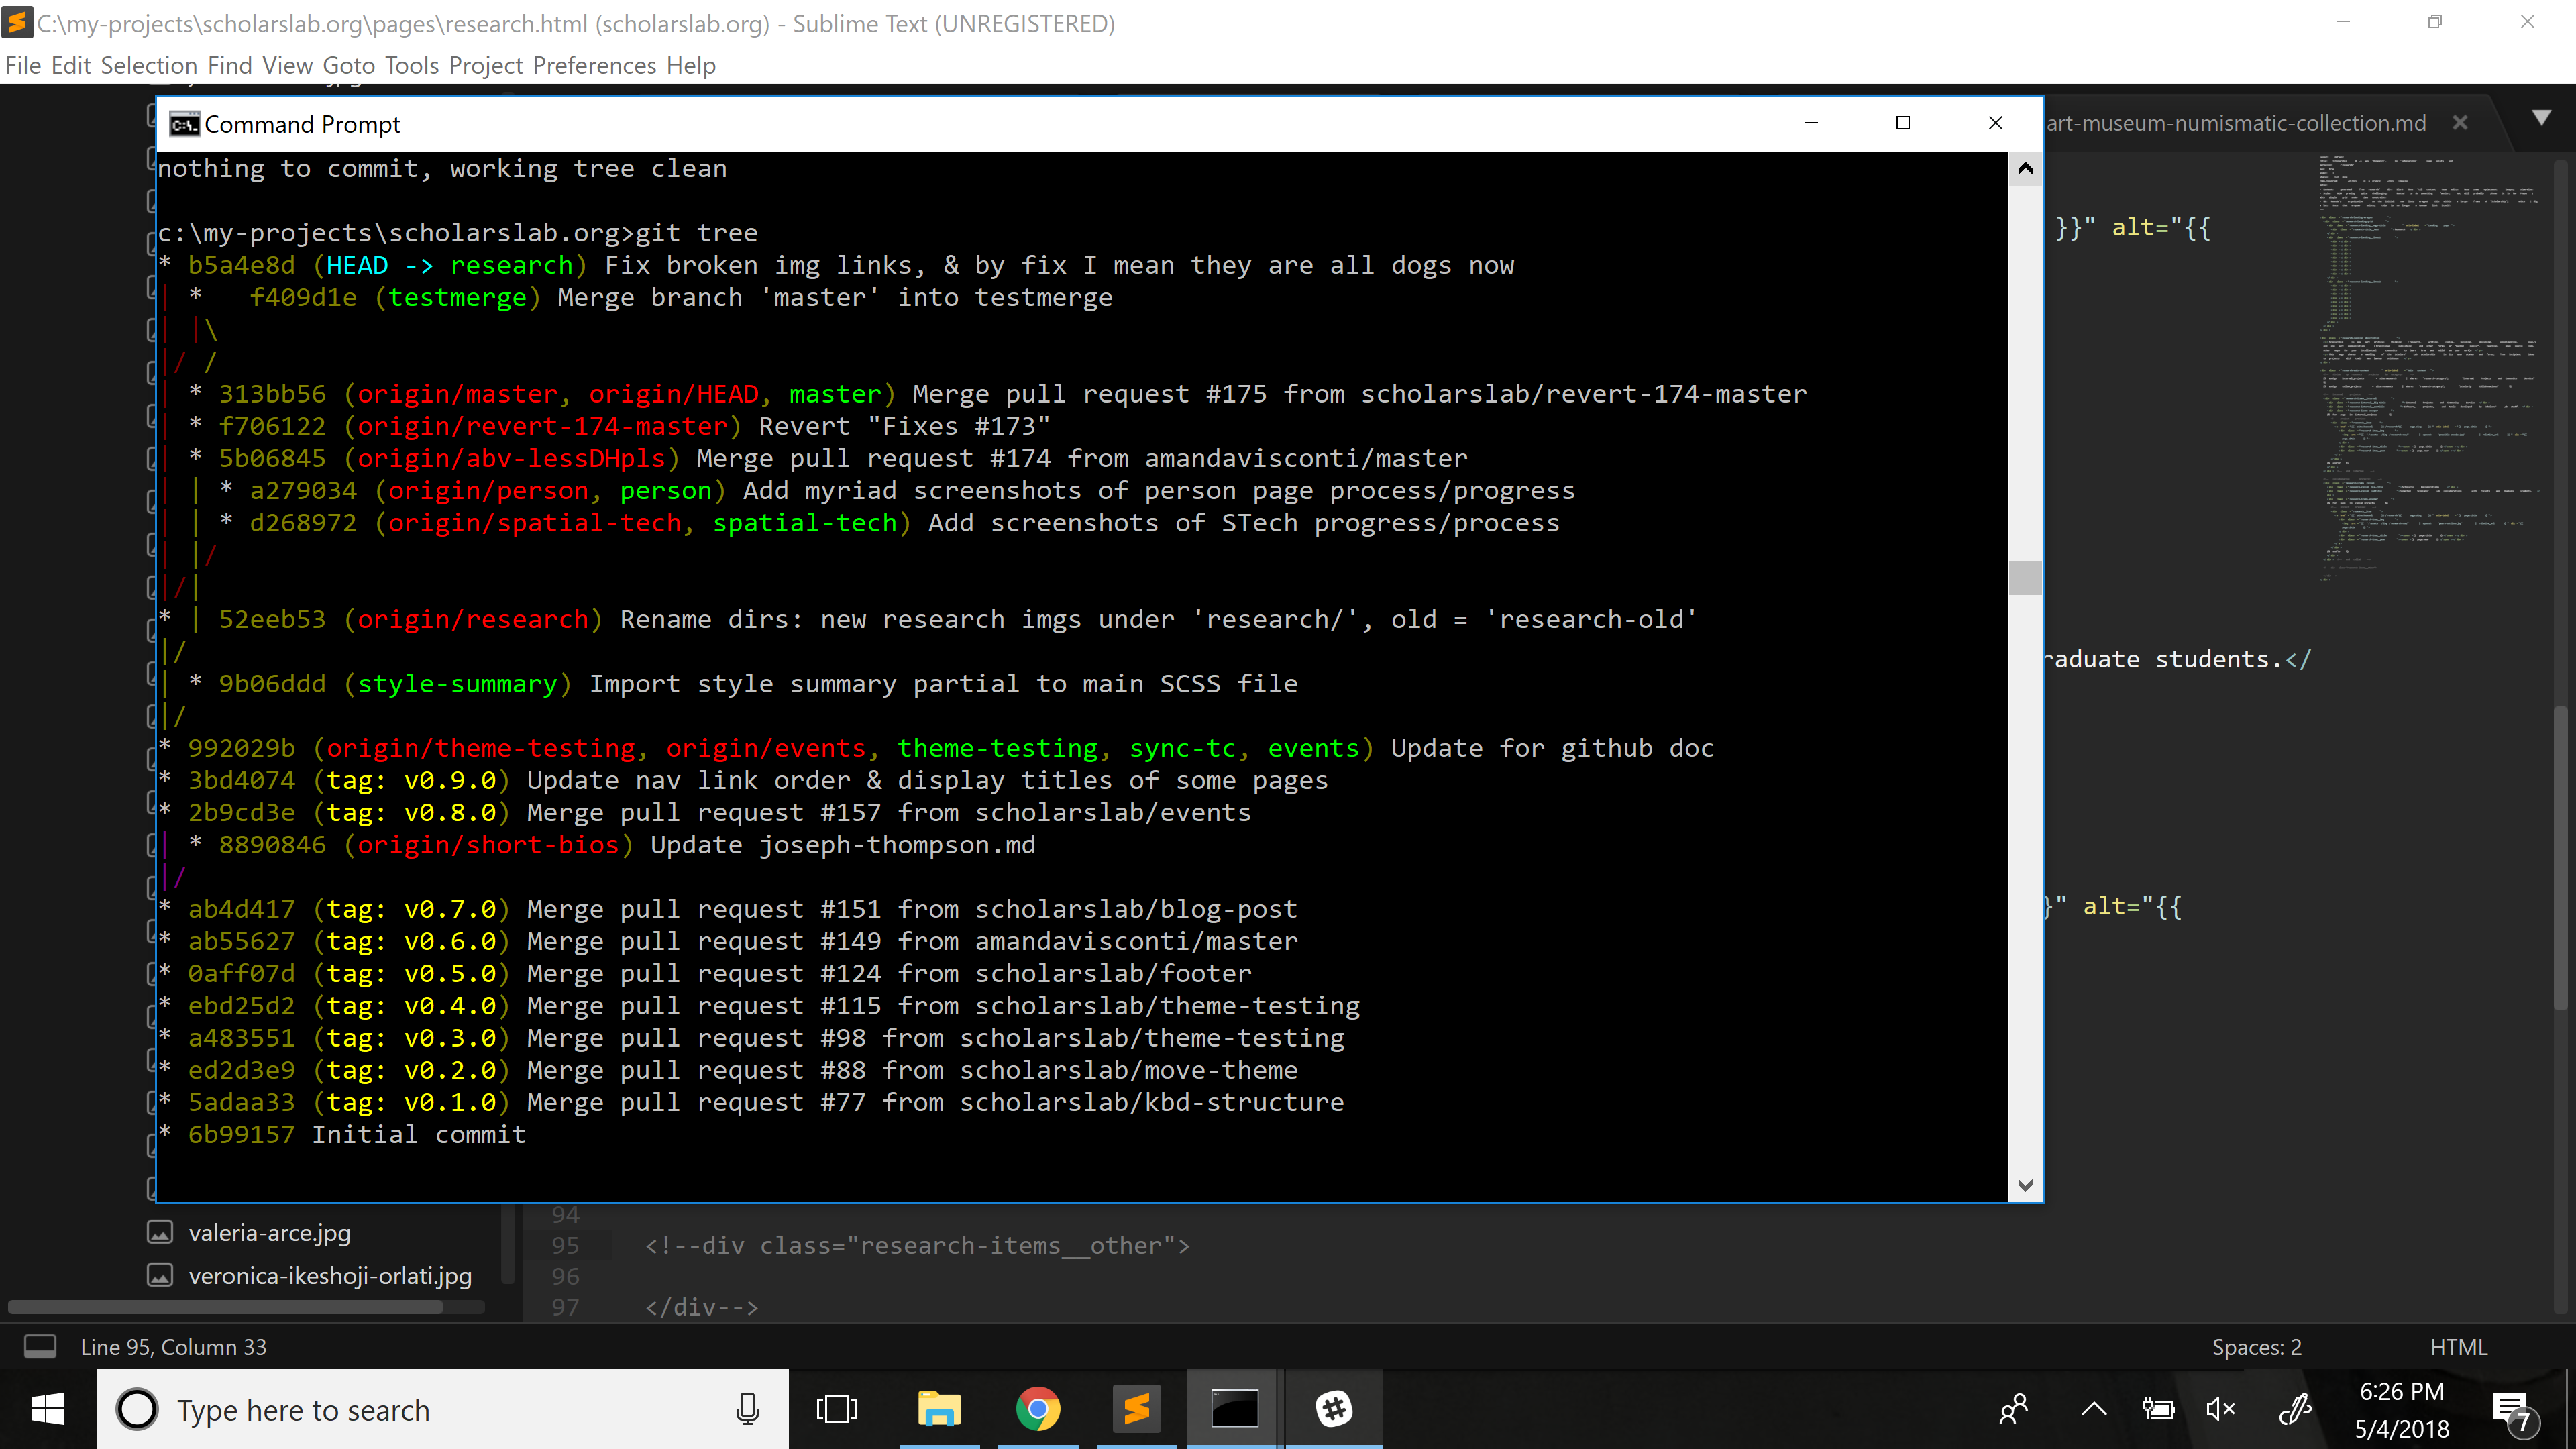 C:\my-projects\scholarslab.org\pages\research.html (scholarslab.org) - Sublime Text (UNREGISTERED)
File Edit Selection Find View Goto Tools Project Preferences Help
Command Prompt
art-museum-numismatic-collection.md
nothing to commit, working tree clean
c:\my-projects\scholarslab.org>git tree
}}" alt="{{
* b5a4e8d (HEAD -> research) Fix broken img links, & by fix I mean they are all dogs now
| *   f409d1e (testmerge) Merge branch 'master' into testmerge
| |\
|/ /
| * 313bb56 (origin/master, origin/HEAD, master) Merge pull request #175 from scholarslab/revert-174-master
| * f706122 (origin/revert-174-master) Revert "Fixes #173"
| * 5b06845 (origin/abv-lessDHpls) Merge pull request #174 from amandavisconti/master
| | * a279034 (origin/person, person) Add myriad screenshots of person page process/progress
| | * d268972 (origin/spatial-tech, spatial-tech) Add screenshots of STech progress/process
| |/
|/|
* | 52eeb53 (origin/research) Rename dirs: new research imgs under 'research/', old = 'research-old'
|/
raduate students.</
| * 9b06ddd (style-summary) Import style summary partial to main SCSS file
|/
* 992029b (origin/theme-testing, origin/events, theme-testing, sync-tc, events) Update for github doc
* 3bd4074 (tag: v0.9.0) Update nav link order & display titles of some pages
* 2b9cd3e (tag: v0.8.0) Merge pull request #157 from scholarslab/events
| * 8890846 (origin/short-bios) Update joseph-thompson.md
|/
* ab4d417 (tag: v0.7.0) Merge pull request #151 from scholarslab/blog-post
}" alt="{{
* ab55627 (tag: v0.6.0) Merge pull request #149 from amandavisconti/master
* 0aff07d (tag: v0.5.0) Merge pull request #124 from scholarslab/footer
* ebd25d2 (tag: v0.4.0) Merge pull request #115 from scholarslab/theme-testing
* a483551 (tag: v0.3.0) Merge pull request #98 from scholarslab/theme-testing
* ed2d3e9 (tag: v0.2.0) Merge pull request #88 from scholarslab/move-theme
* 5adaa33 (tag: v0.1.0) Merge pull request #77 from scholarslab/kbd-structure
* 6b99157 Initial commit
valeria-arce.jpg
veronica-ikeshoji-orlati.jpg
94
95 <!--div class="research-items__other">
96
97 </div-->
Line 95, Column 33
Spaces: 2
HTML
Type here to search
6:26 PM
5/4/2018
7